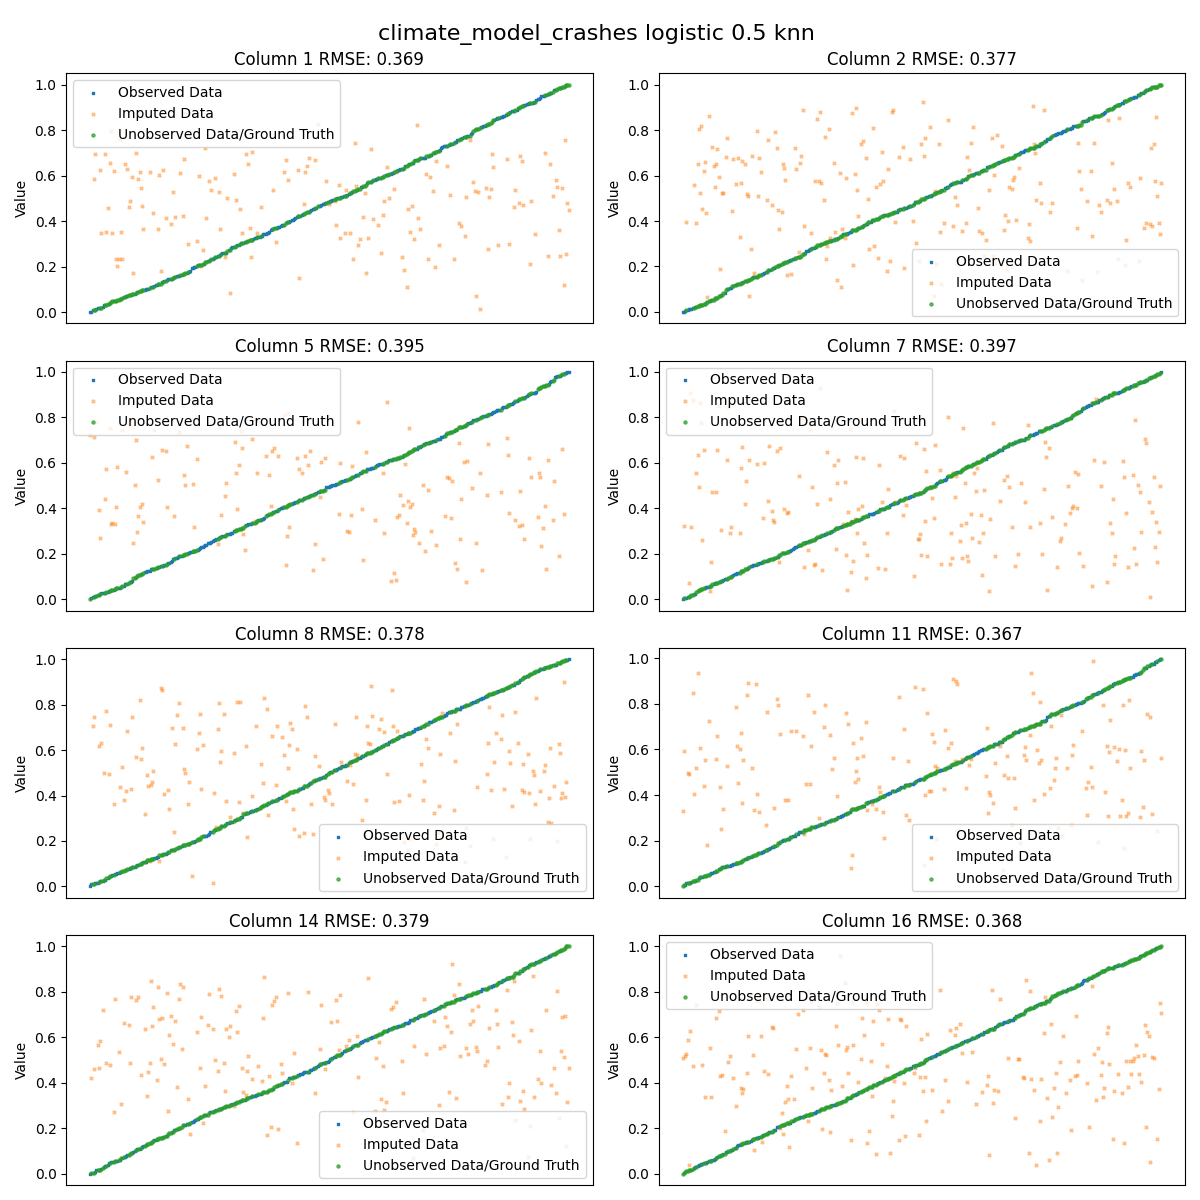 climate_model_crashes logistic 0.5 knn
Column 1 RMSE: 0.369
Value
1.0
0.8
0.6
0.4
0.2
0.0
Observed Data
Imputed Data
Unobserved Data/Ground Truth
Column 2 RMSE: 0.377
Value
1.0
0.8
0.6
0.4
0.2
0.0
Observed Data
Imputed Data
Unobserved Data/Ground Truth
Column 5 RMSE: 0.395
Value
1.0
0.8
0.6
0.4
0.2
0.0
Observed Data
Imputed Data
Unobserved Data/Ground Truth
Column 7 RMSE: 0.397
Value
1.0
0.8
0.6
0.4
0.2
0.0
Observed Data
Imputed Data
Unobserved Data/Ground Truth
Column 8 RMSE: 0.378
Value
1.0
0.8
0.6
0.4
0.2
0.0
Observed Data
Imputed Data
Unobserved Data/Ground Truth
Column 11 RMSE: 0.367
Value
1.0
0.8
0.6
0.4
0.2
0.0
Observed Data
Imputed Data
Unobserved Data/Ground Truth
Column 14 RMSE: 0.379
Value
1.0
0.8
0.6
0.4
0.2
0.0
Observed Data
Imputed Data
Unobserved Data/Ground Truth
Column 16 RMSE: 0.368
Value
1.0
0.8
0.6
0.4
0.2
0.0
Observed Data
Imputed Data
Unobserved Data/Ground Truth